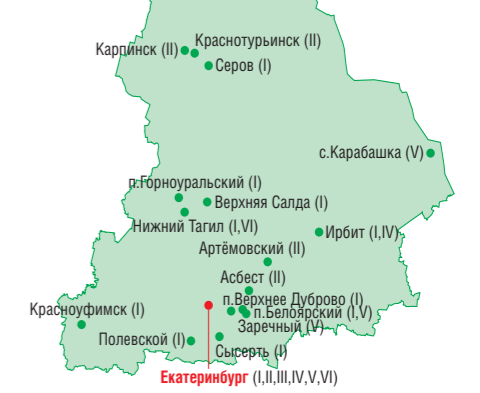 Карпинск (II)
Краснотурьинск (II)
Серов (I)
с.Карабашка (V)
п.Горноуральский (I)
Верхняя Салда (I)
Нижний Тагил (I,VI)
Ирбит (I,IV)
Артёмовский (II)
Асбест (II)
п.Верхнее Дуброво (I)
Красноуфимск (I)
п.Белоярский (I,V)
Заречный (V)
Полевской (I)
Сысерть (I)
Екатеринбург (I,II,III,IV,V,VI)